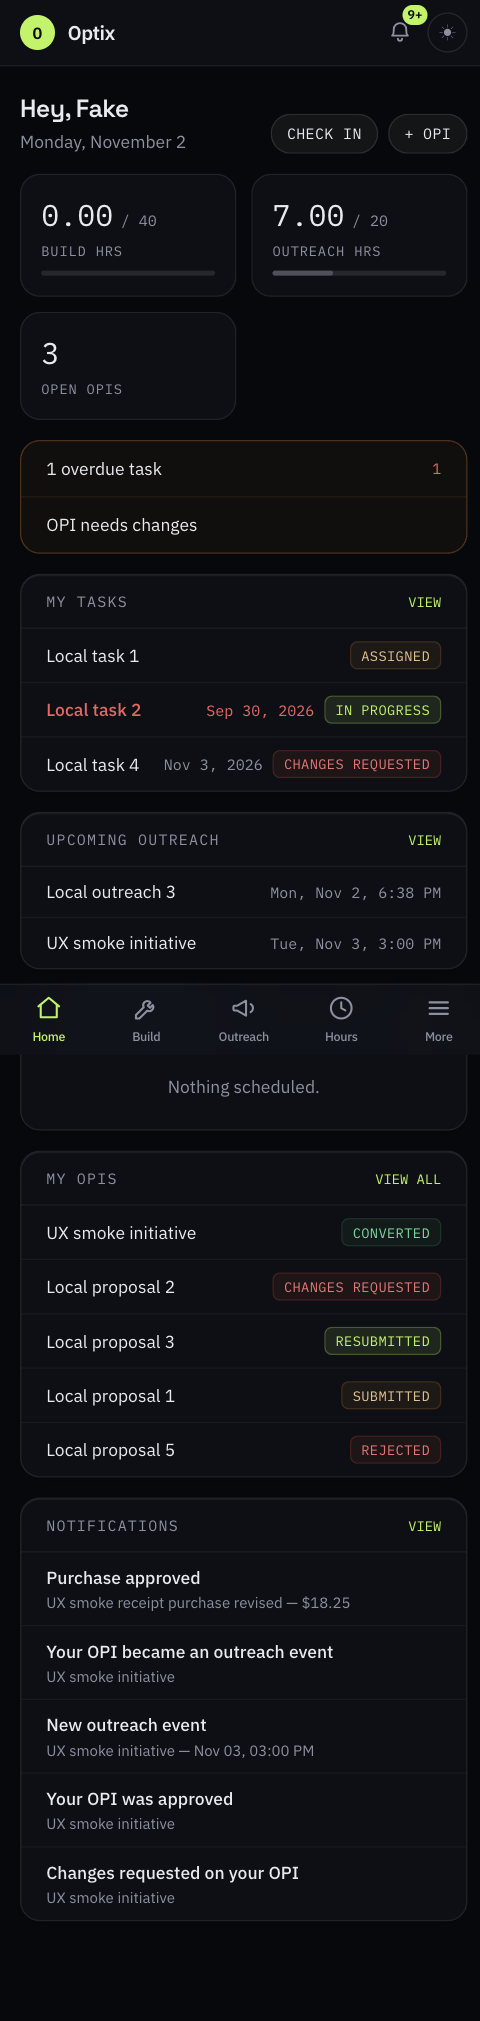 0 Optix 9+
Hey, Fake
Monday, November 2
CHECK IN + OPI
0.00 / 40
BUILD HRS
7.00 / 20
OUTREACH HRS
3
OPEN OPIS
1 overdue task 1
OPI needs changes
MY TASKS VIEW
Local task 1 ASSIGNED
Local task 2 Sep 30, 2026 IN PROGRESS
Local task 4 Nov 3, 2026 CHANGES REQUESTED
UPCOMING OUTREACH VIEW
Local outreach 3 Mon, Nov 2, 6:38 PM
UX smoke initiative Tue, Nov 3, 3:00 PM
Home Build Outreach Hours More
Nothing scheduled.
MY OPIS VIEW ALL
UX smoke initiative CONVERTED
Local proposal 2 CHANGES REQUESTED
Local proposal 3 RESUBMITTED
Local proposal 1 SUBMITTED
Local proposal 5 REJECTED
NOTIFICATIONS VIEW
Purchase approved
UX smoke receipt purchase revised — $18.25
Your OPI became an outreach event
UX smoke initiative
New outreach event
UX smoke initiative — Nov 03, 03:00 PM
Your OPI was approved
UX smoke initiative
Changes requested on your OPI
UX smoke initiative